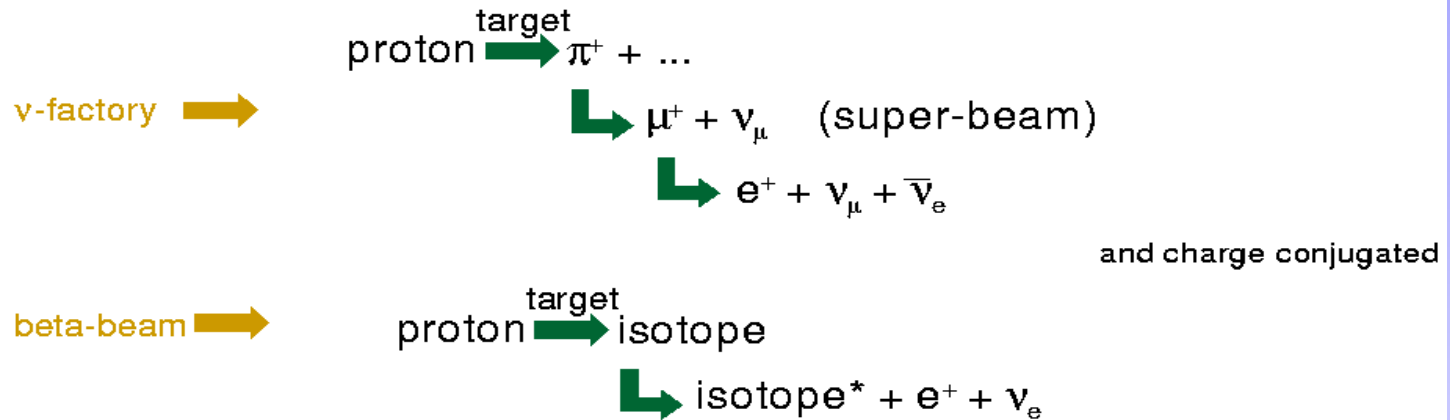 target
proton π⁺ + ...
ν-factory
μ⁺ + ν_μ (super-beam)
e⁺ + ν_μ + ν̅_e
and charge conjugated
target
beta-beam proton isotope
isotope* + e⁺ + ν_e